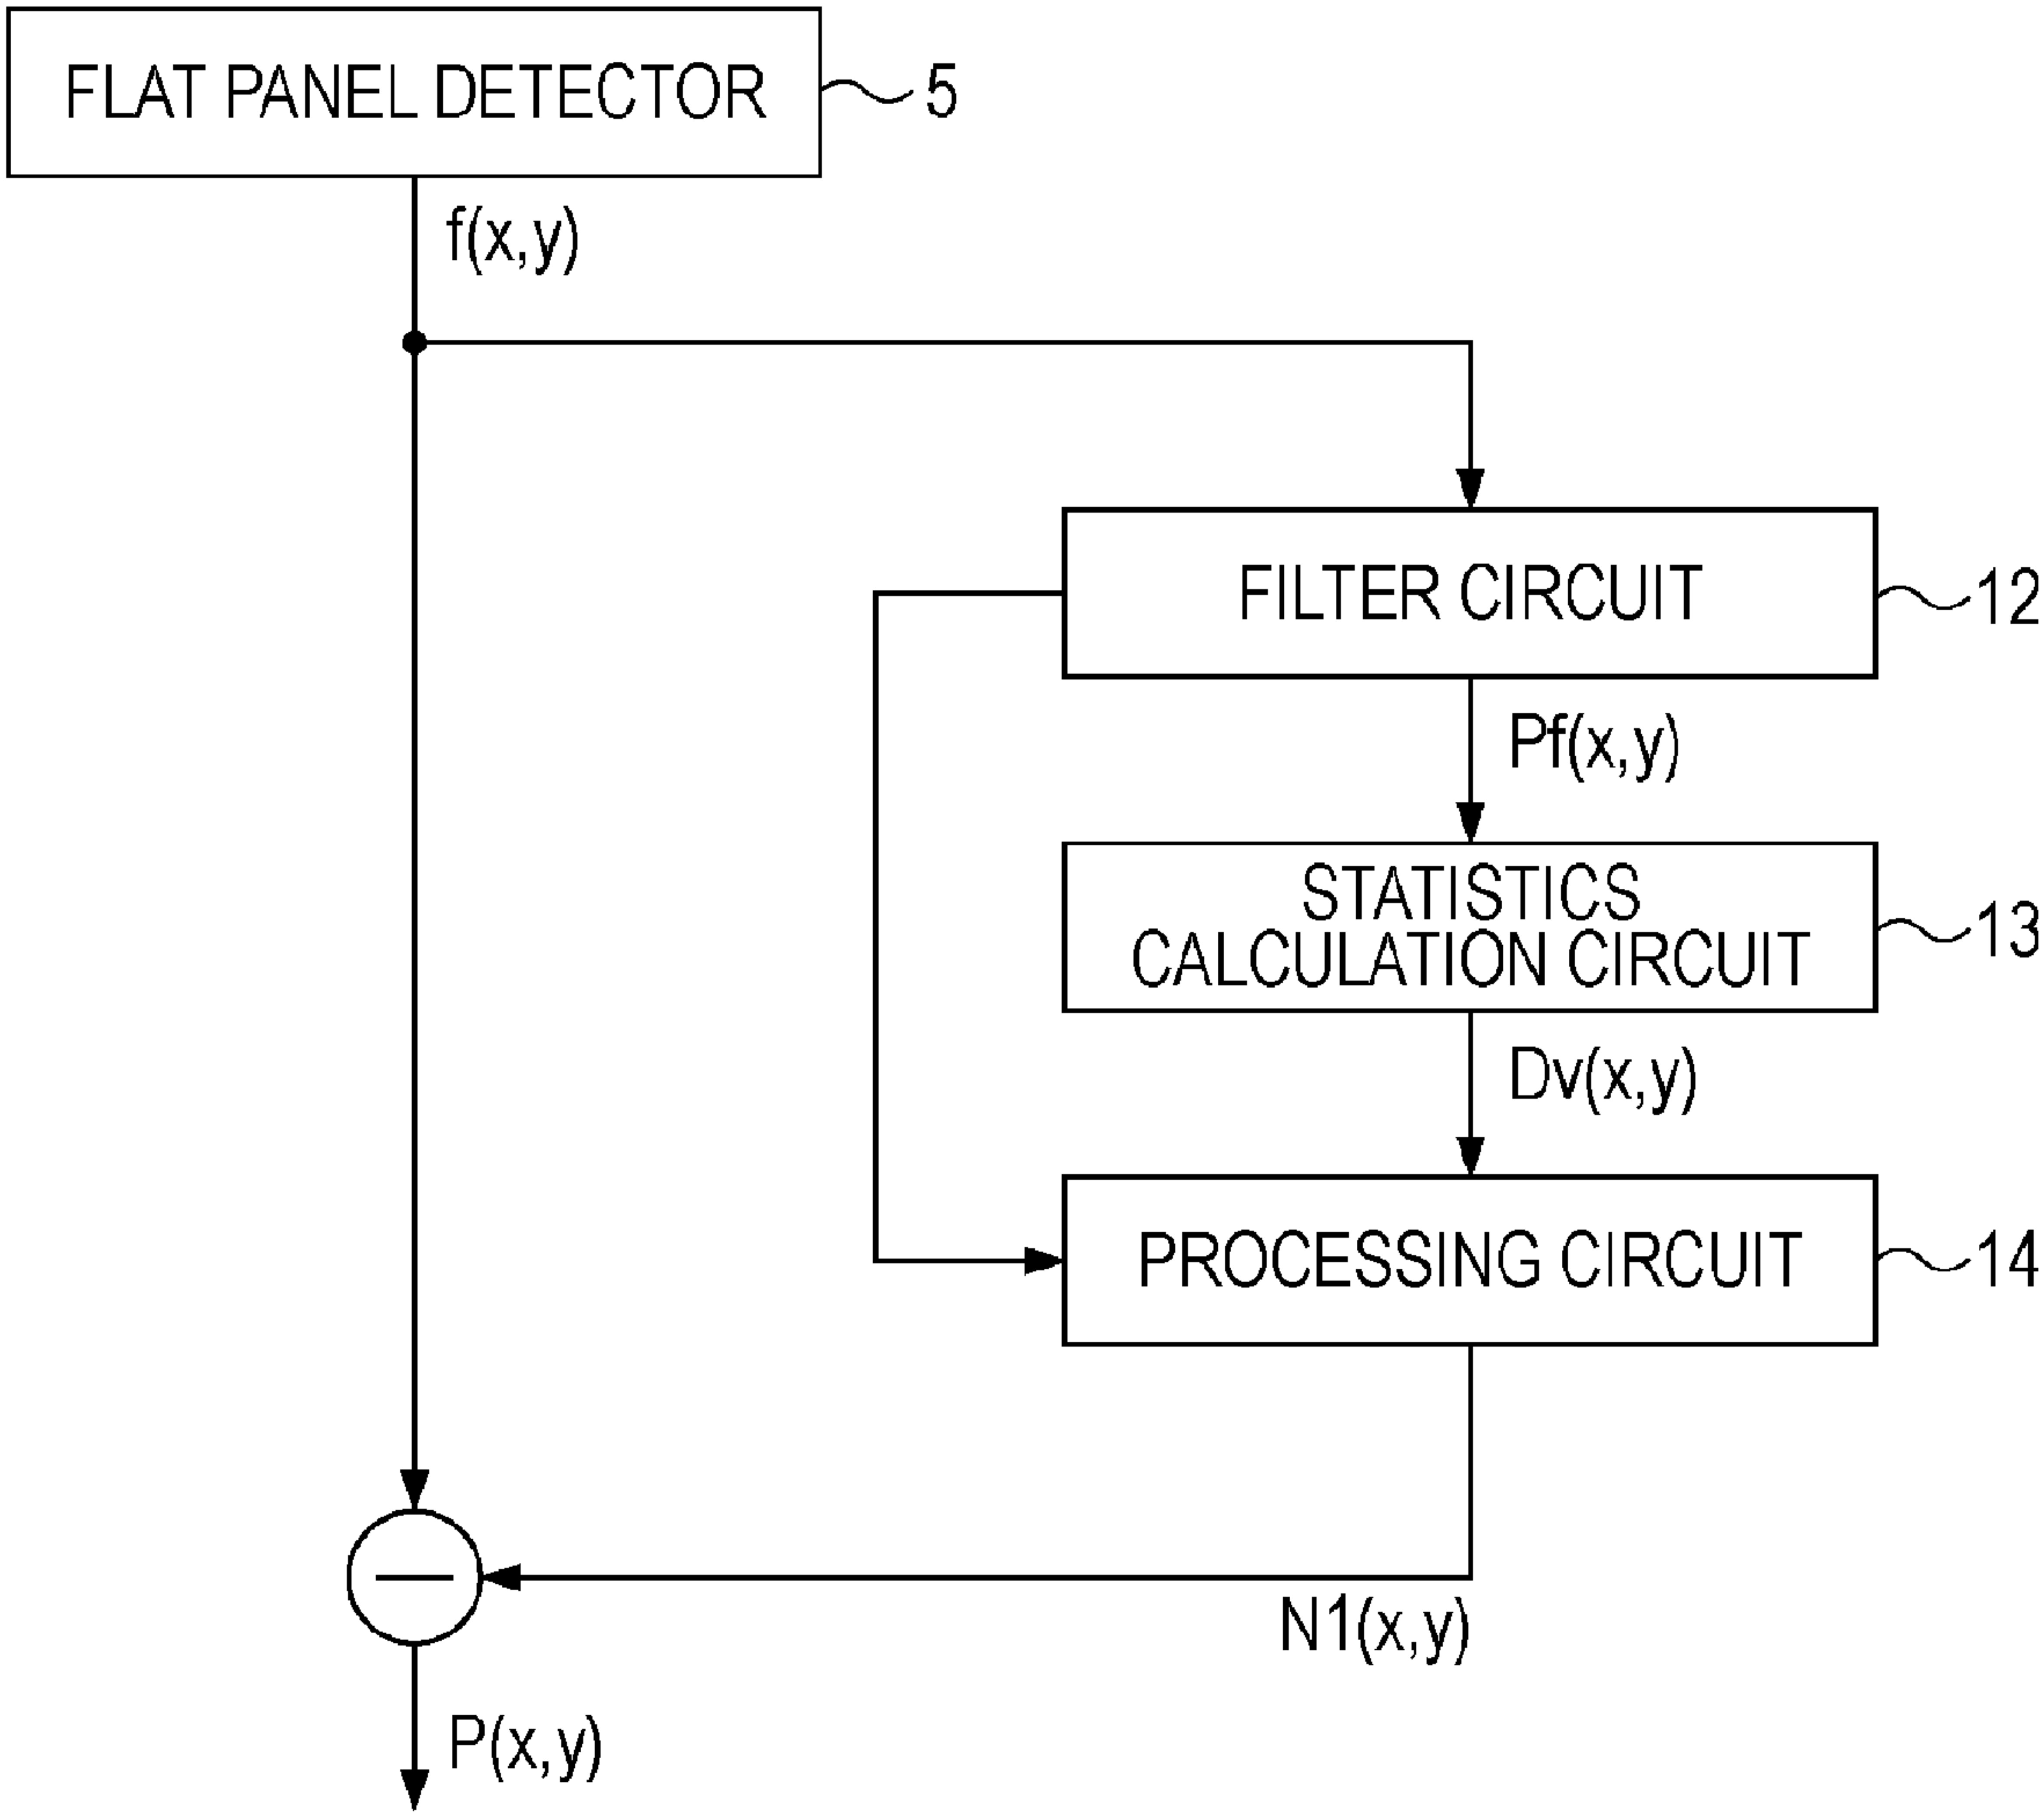 FLAT PANEL DETECTOR
5
f(x,y)
FILTER CIRCUIT
12
Pf(x,y)
STATISTICS
CALCULATION CIRCUIT
13
Dv(x,y)
PROCESSING CIRCUIT
14
N1(x,y)
P(x,y)